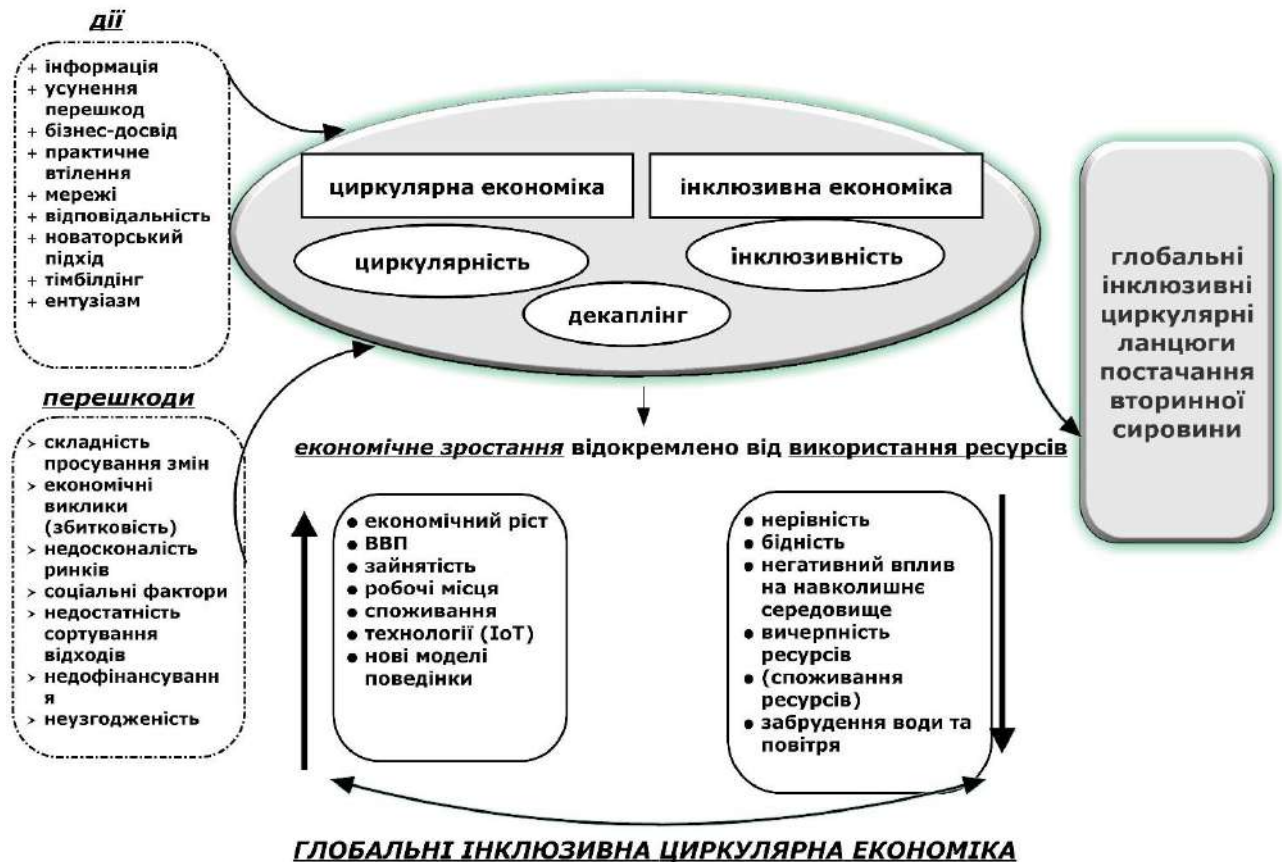 дії
+ інформація
+ усунення
перешкод
+ бізнес-досвід
+ практичне
втілення
+ мережі
+ відповідальність
+ новаторський
підхід
+ тімбілдінг
+ ентузіазм
циркулярна економіка
інклюзивна економіка
циркулярність
інклюзивність
декаплінг
глобальні
інклюзивні
циркулярні
ланцюги
постачання
вторинної
сировини
перешкоди
➢ складність
просування змін
➢ економічні
виклики
(збитковість)
➢ недосконалість
ринків
➢ соціальні фактори
➢ недостатність
сортування
відходів
➢ недофінансуванн
я
➢ неузгодженість
економічне зростання відокремлено від використання ресурсів
● економічний ріст
● ВВП
● зайнятість
● робочі місця
● споживання
● технології (IoT)
● нові моделі
поведінки
● нерівність
● бідність
● негативний вплив
на навколишнє
середовище
● вичерпність
ресурсів
● (споживання
ресурсів)
● забрудення води та
повітря
ГЛОБАЛЬНІ ІНКЛЮЗИВНА ЦИРКУЛЯРНА ЕКОНОМІКА